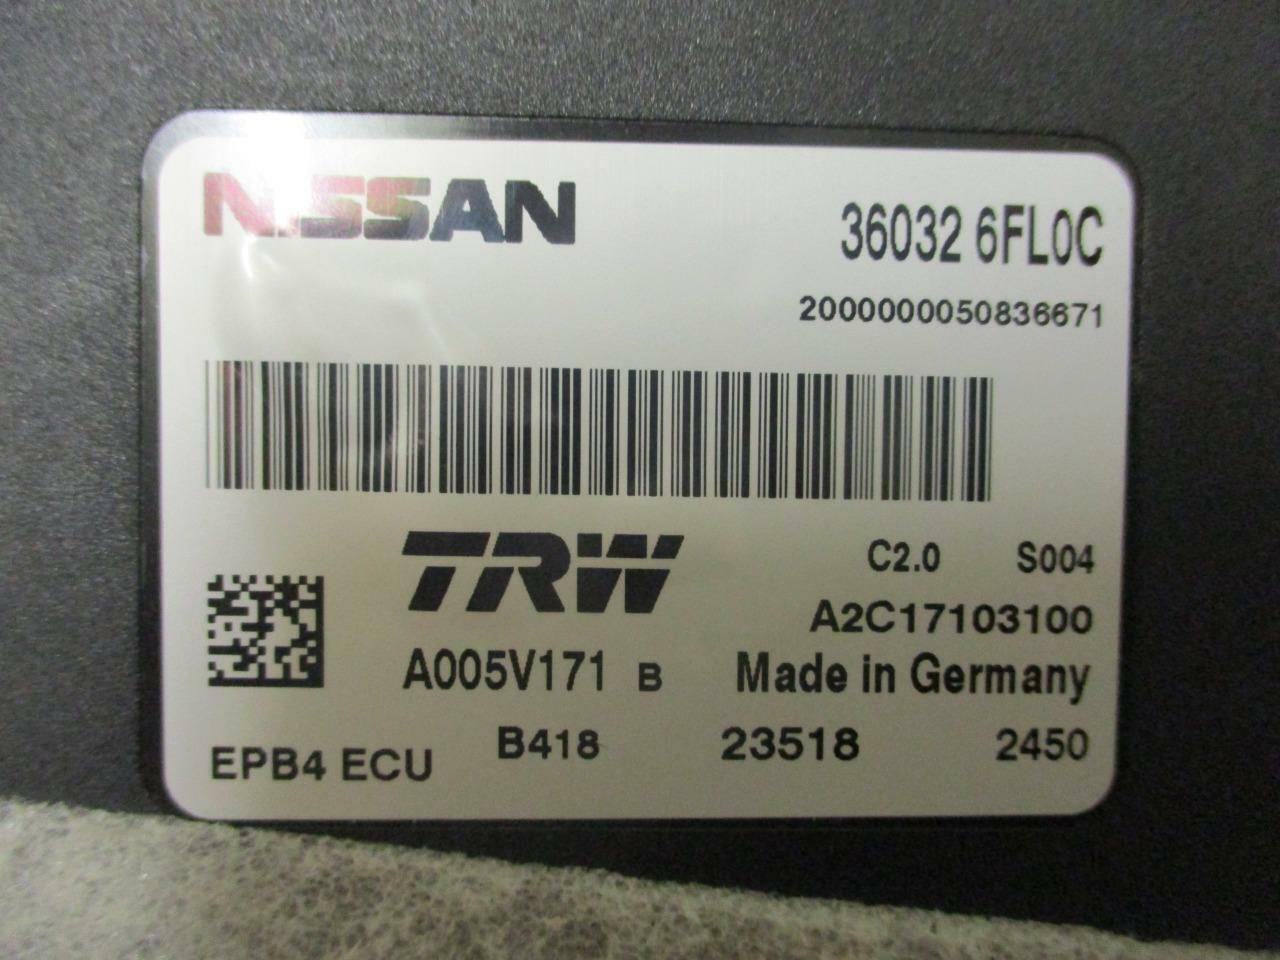 NISSAN
36032 6FL0C
2000000050836671
TRW
C2.0 S004
A2C17103100
A005V171 B Made in Germany
EPB4 ECU B418 23518 2450